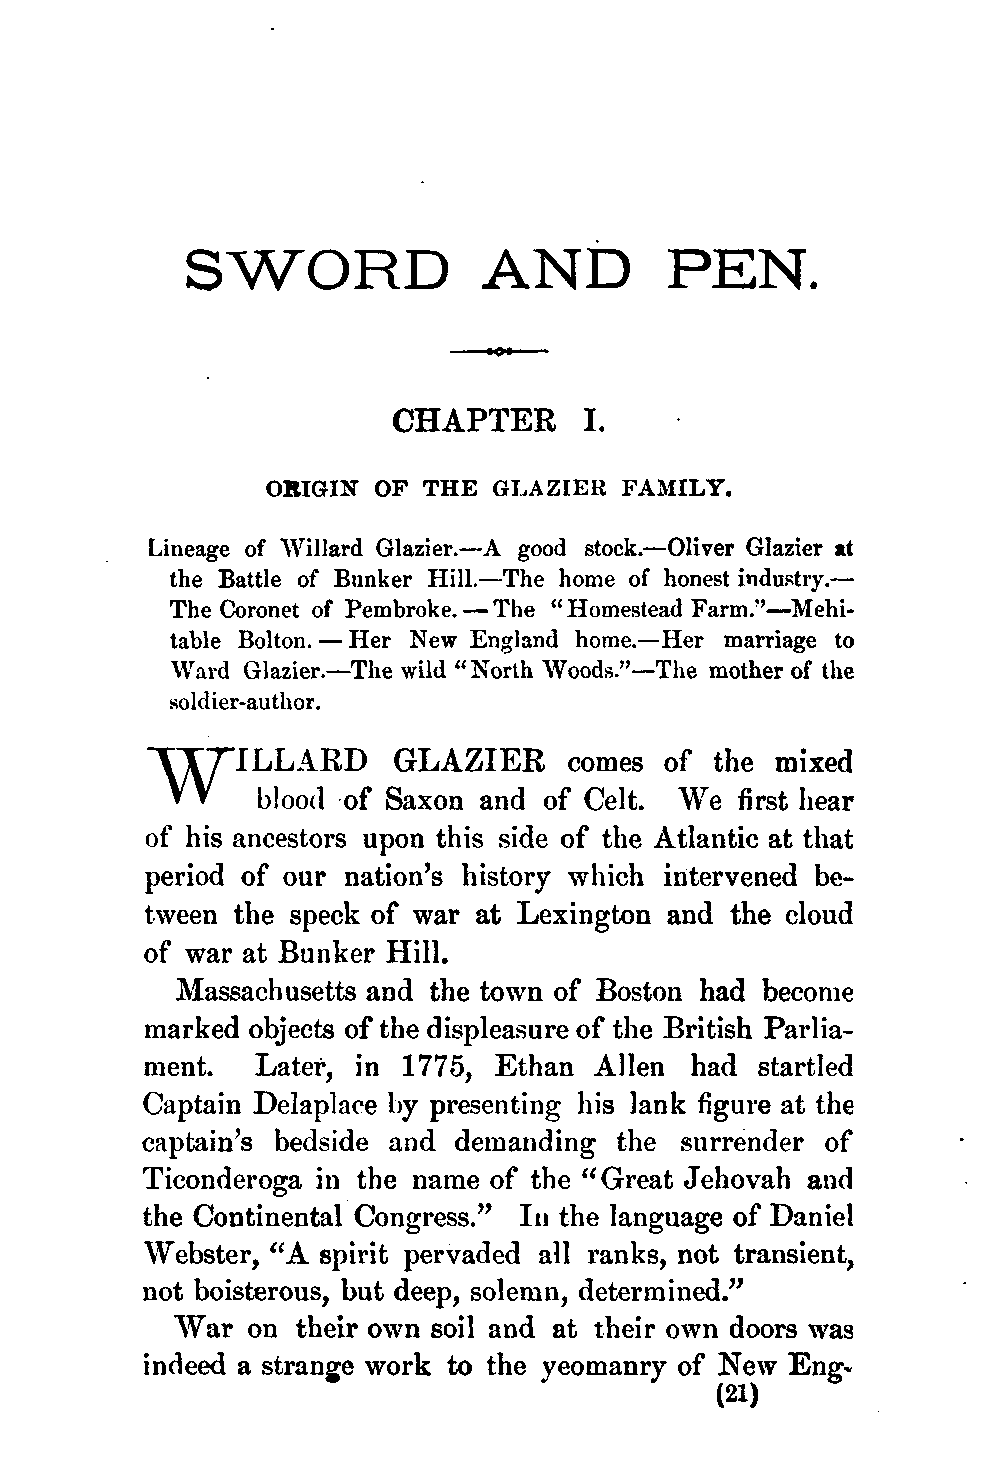 SWORD AND PEN.
CHAPTER I.
ORIGIN OF THE GLAZIER FAMILY.
Lineage of Willard Glazier.—A good stock.—Oliver Glazier at
the Battle of Bunker Hill.—The home of honest industry.—
The Coronet of Pembroke.—The "Homestead Farm."—Mehi-
table Bolton.—Her New England home.—Her marriage to
Ward Glazier.—The wild "North Woods."—The mother of the
soldier-author.
WILLARD GLAZIER comes of the mixed
blood of Saxon and of Celt. We first hear
of his ancestors upon this side of the Atlantic at that
period of our nation's history which intervened be-
tween the speck of war at Lexington and the cloud
of war at Bunker Hill.
Massachusetts and the town of Boston had become
marked objects of the displeasure of the British Parlia-
ment. Later, in 1775, Ethan Allen had startled
Captain Delaplace by presenting his lank figure at the
captain's bedside and demanding the surrender of
Ticonderoga in the name of the "Great Jehovah and
the Continental Congress." In the language of Daniel
Webster, "A spirit pervaded all ranks, not transient,
not boisterous, but deep, solemn, determined."
War on their own soil and at their own doors was
indeed a strange work to the yeomanry of New Eng-
(21)